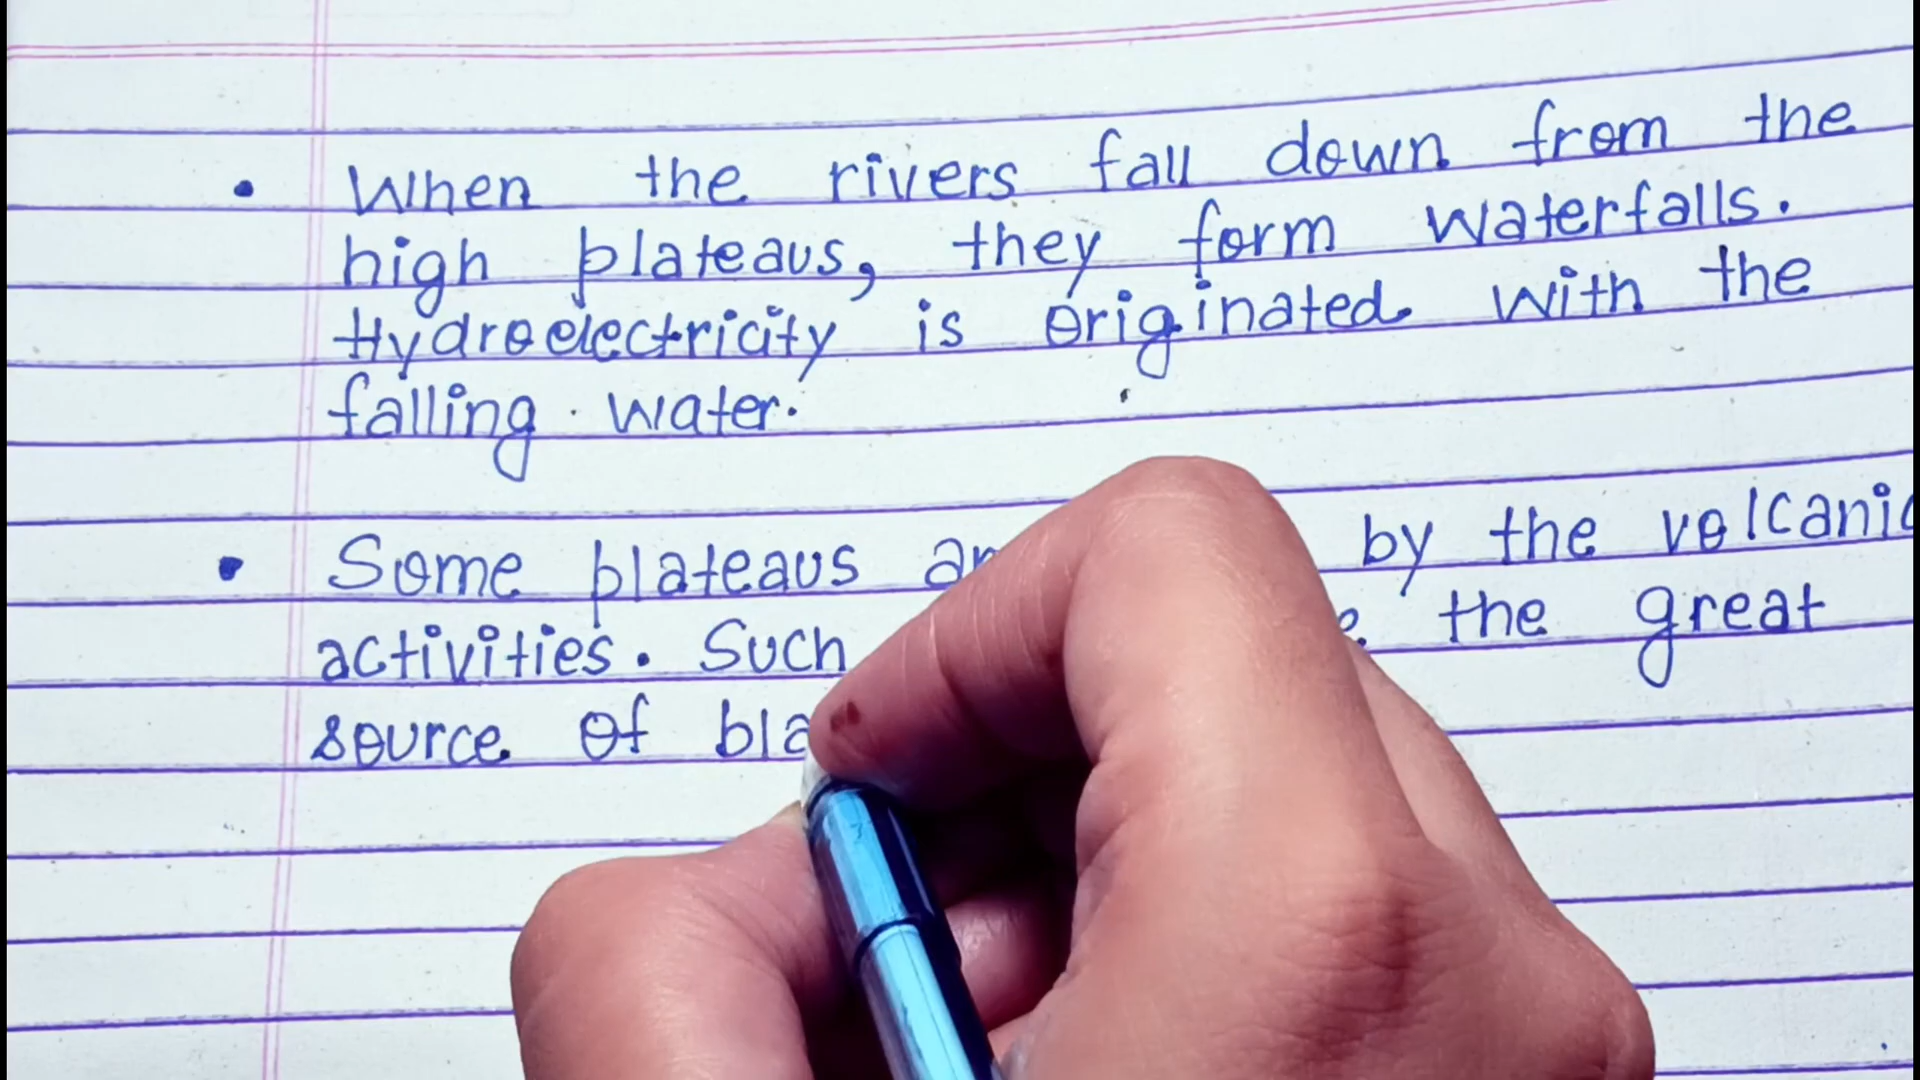 • When the rivers fall down from the
high plateaus, they form waterfalls.
Hydroelectricity is originated with the
falling water.
• Some plateaus by the volcanic
activities. Such the great
source of